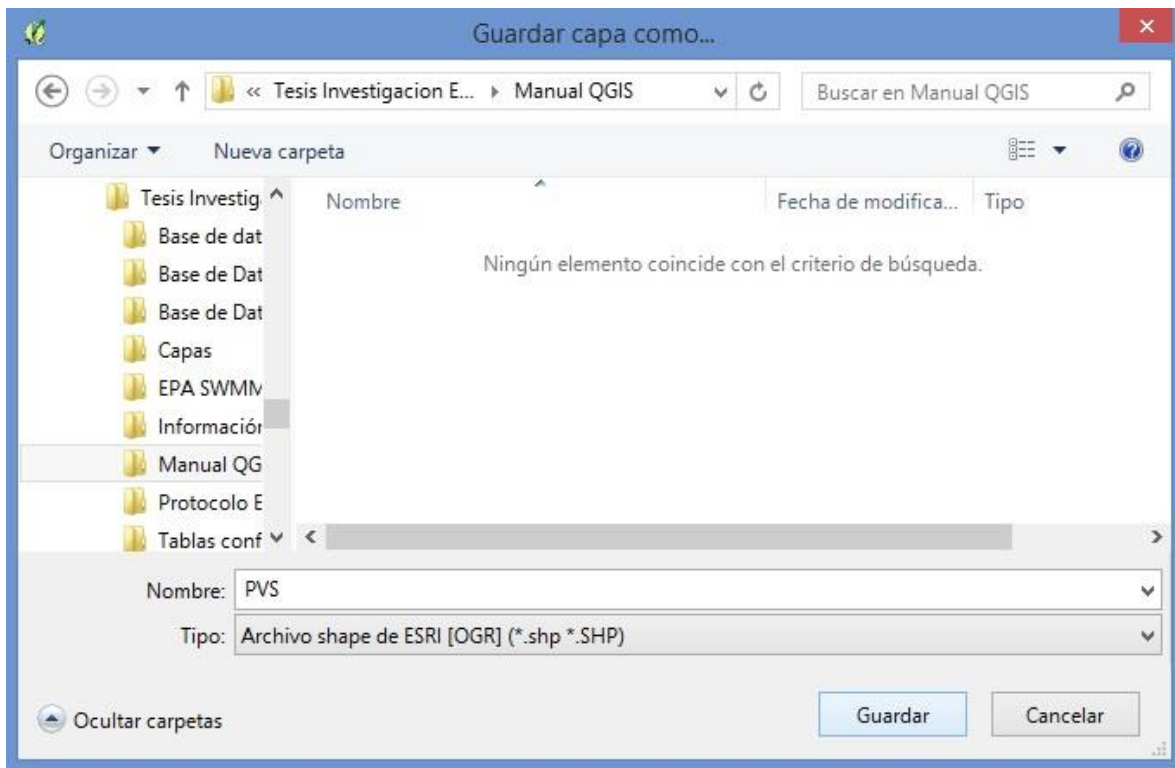 Guardar capa como...
« Tesis Investigacion E... Manual QGIS
Buscar en Manual QGIS
Organizar
Nueva carpeta
Tesis Investig
Base de dat
Base de Dat
Base de Dat
Capas
EPA SWMM
Informaciór
Manual QG
Protocolo E
Tablas conf
Nombre
Fecha de modifica...
Tipo
Ningún elemento coincide con el criterio de búsqueda.
Nombre: PVS
Tipo: Archivo shape de ESRI [OGR] (*.shp *.SHP)
Ocultar carpetas
Guardar
Cancelar